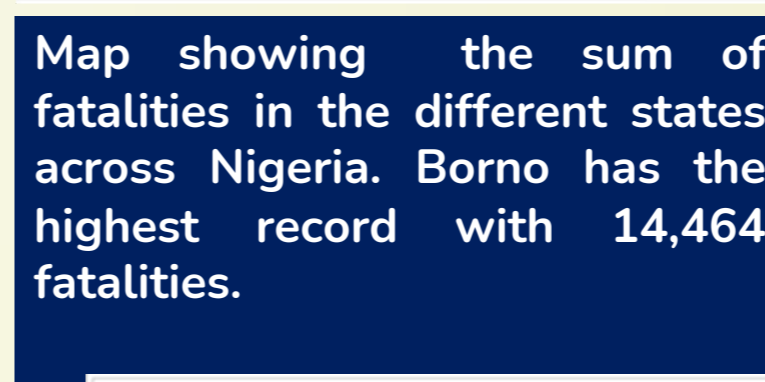 Map showing the sum of
fatalities in the different states
across Nigeria. Borno has the
highest record with 14,464
fatalities.